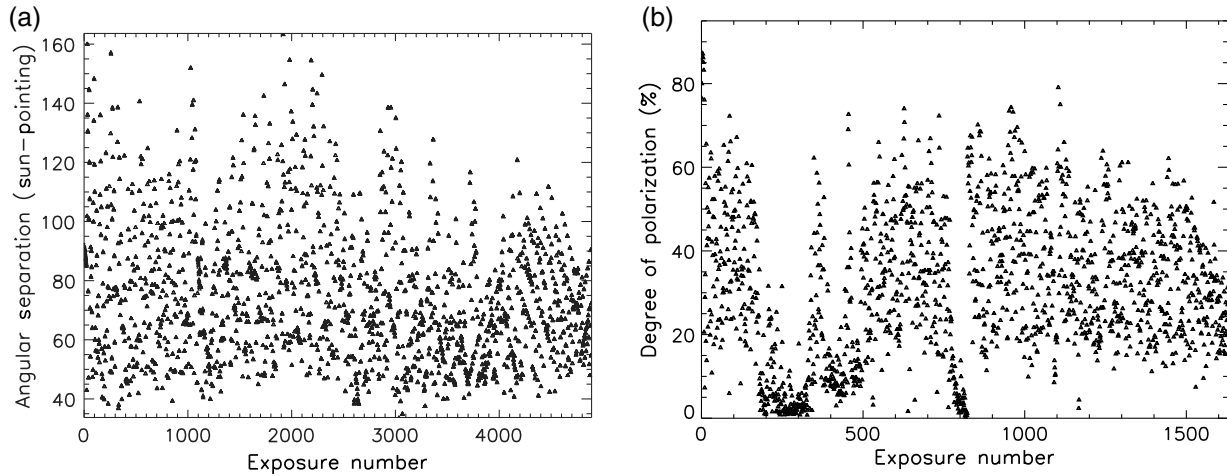 (a)
160
140
120
100
80
60
40
Angular separation (sun–pointing)
0 1000 2000 3000 4000
Exposure number
(b)
80
60
40
20
0
Degree of polarization (%)
0 500 1000 1500
Exposure number